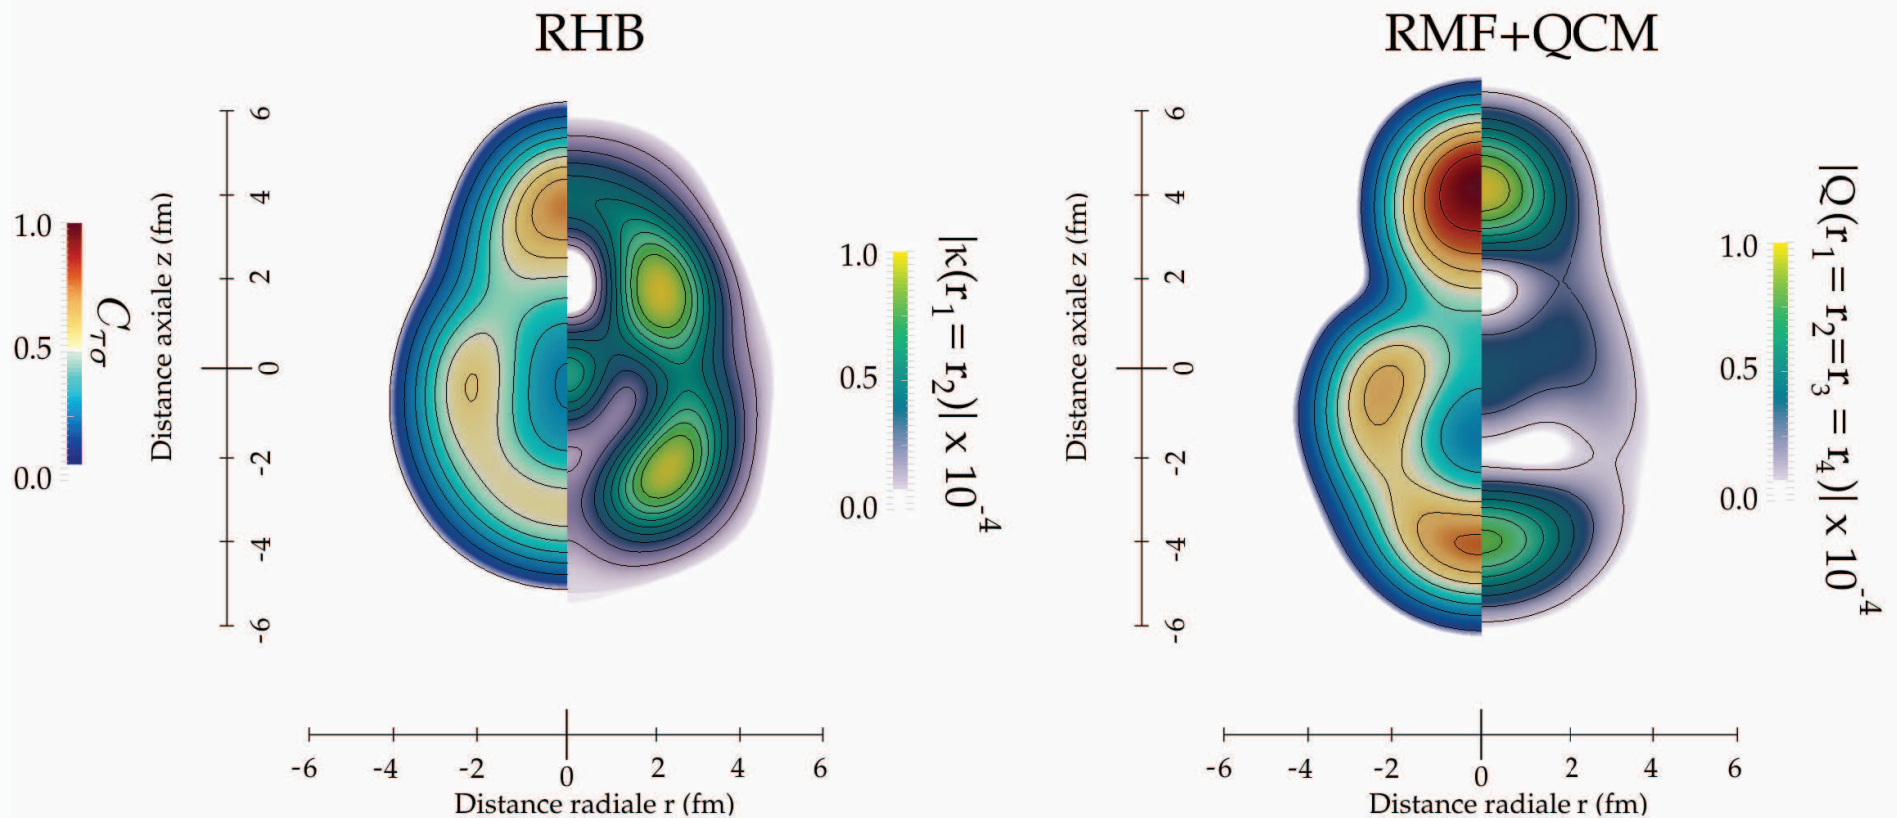 RHB
RMF+QCM
1.0
0.5
0.0
C_τσ
Distance axiale z (fm)
6
4
2
0
-2
-4
-6
1.0
0.5
0.0
|κ(r₁ = r₂)| x 10⁻⁴
-6 -4 -2 0 2 4 6
Distance radiale r (fm)
Distance axiale z (fm)
6
4
2
0
-2
-4
-6
1.0
0.5
0.0
|Q(r₁ = r₂=r₃ = r₄)| x 10⁻⁴
-6 -4 -2 0 2 4 6
Distance radiale r (fm)